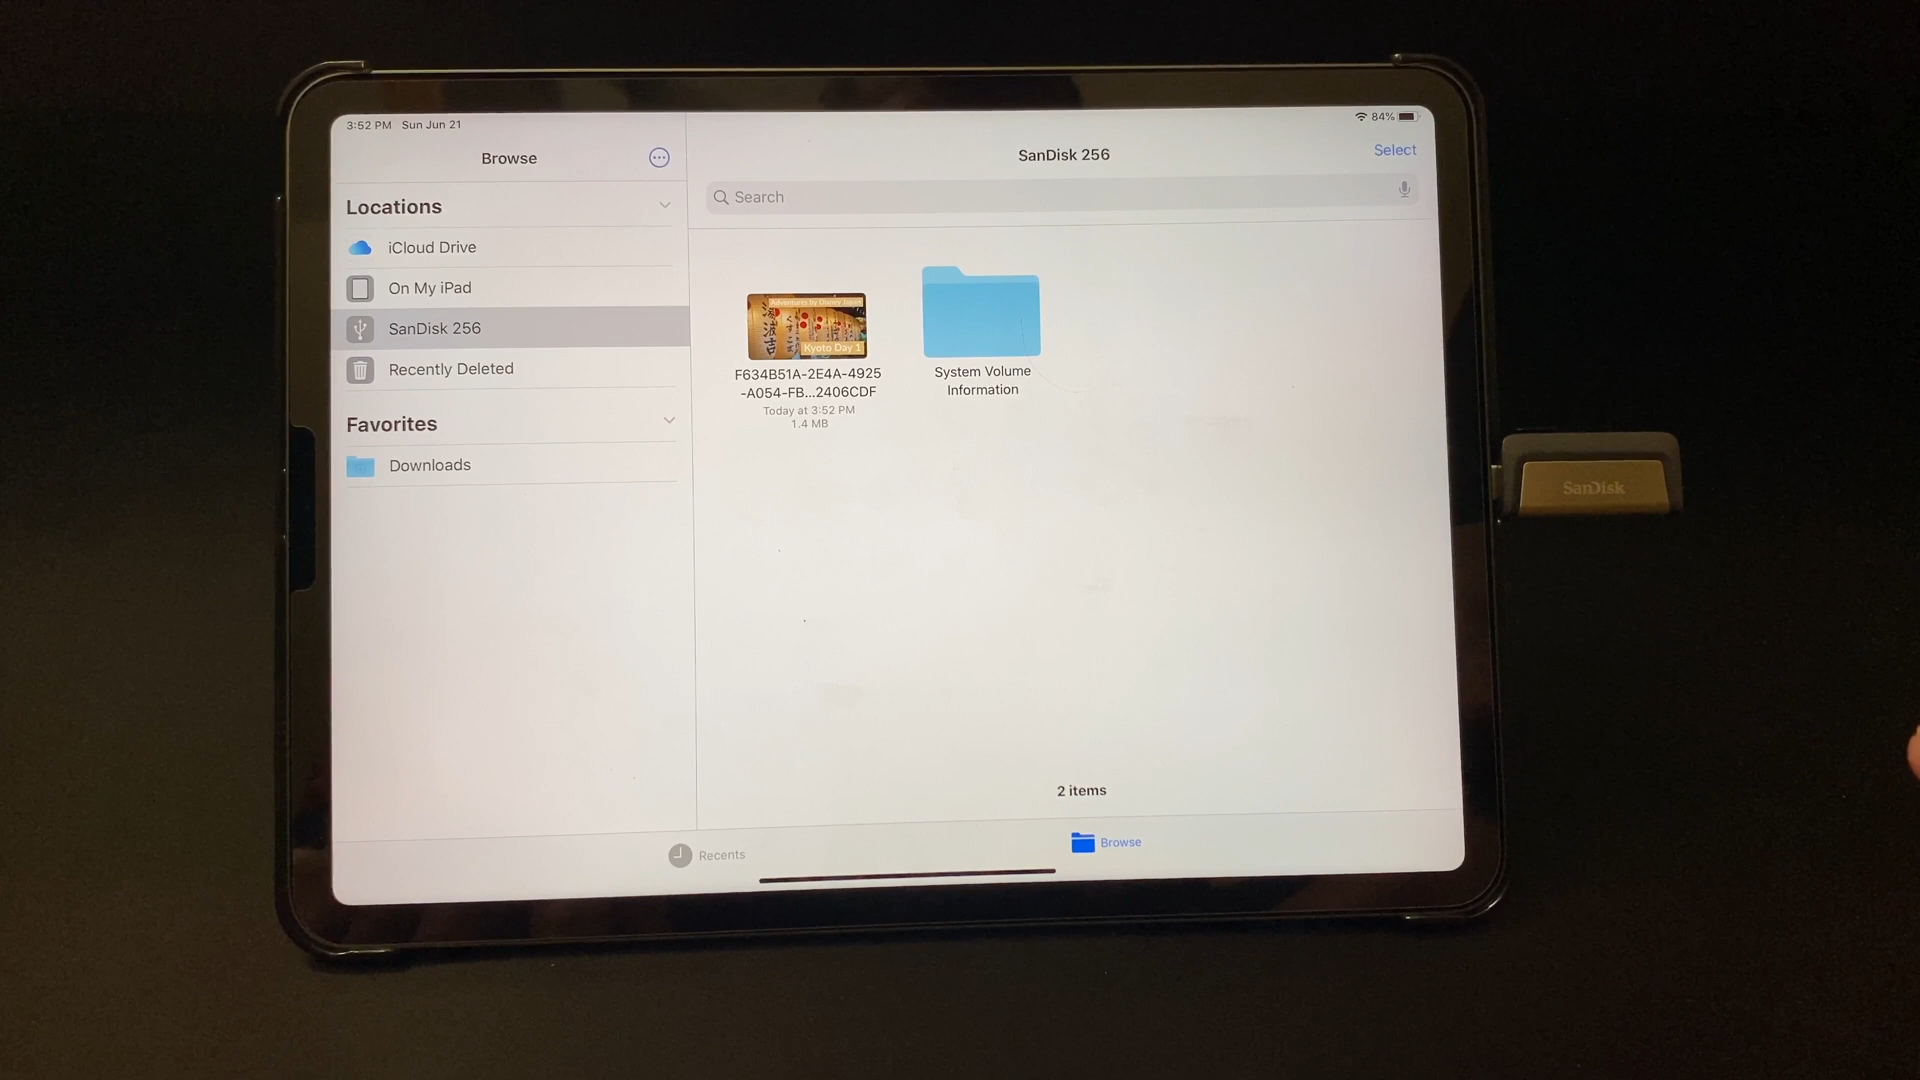 3:52 PM Sun Jun 21
84%
Browse
SanDisk 256
Select
Search
Locations
iCloud Drive
On My iPad
SanDisk 256
Recently Deleted
Favorites
Downloads
Adventures by Disney Japan
Kyoto Day 1
F634B51A-2E4A-4925
-A054-FB...2406CDF
Today at 3:52 PM
1.4 MB
System Volume
Information
SanDisk
2 items
Recents
Browse